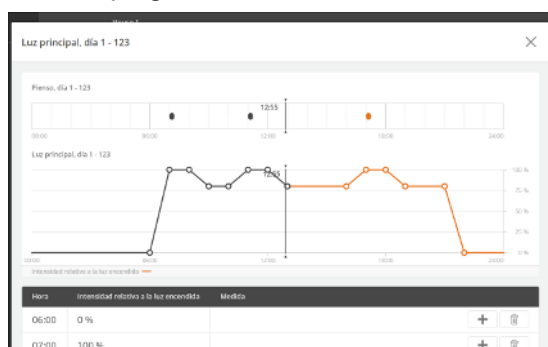 Luz principal, día 1 - 123
Pienso, día 1 - 123
12:55
00:00 06:00 12:00 18:00 24:00
Luz principal, día 1 - 123
12:55
100 %
75 %
50 %
25 %
0 %
00:00 06:00 12:00 18:00 24:00
Intensidad relativa a la luz encendida
Hora Intensidad relativa a la luz encendida Medida
06:00 0 %
07:00 100 %